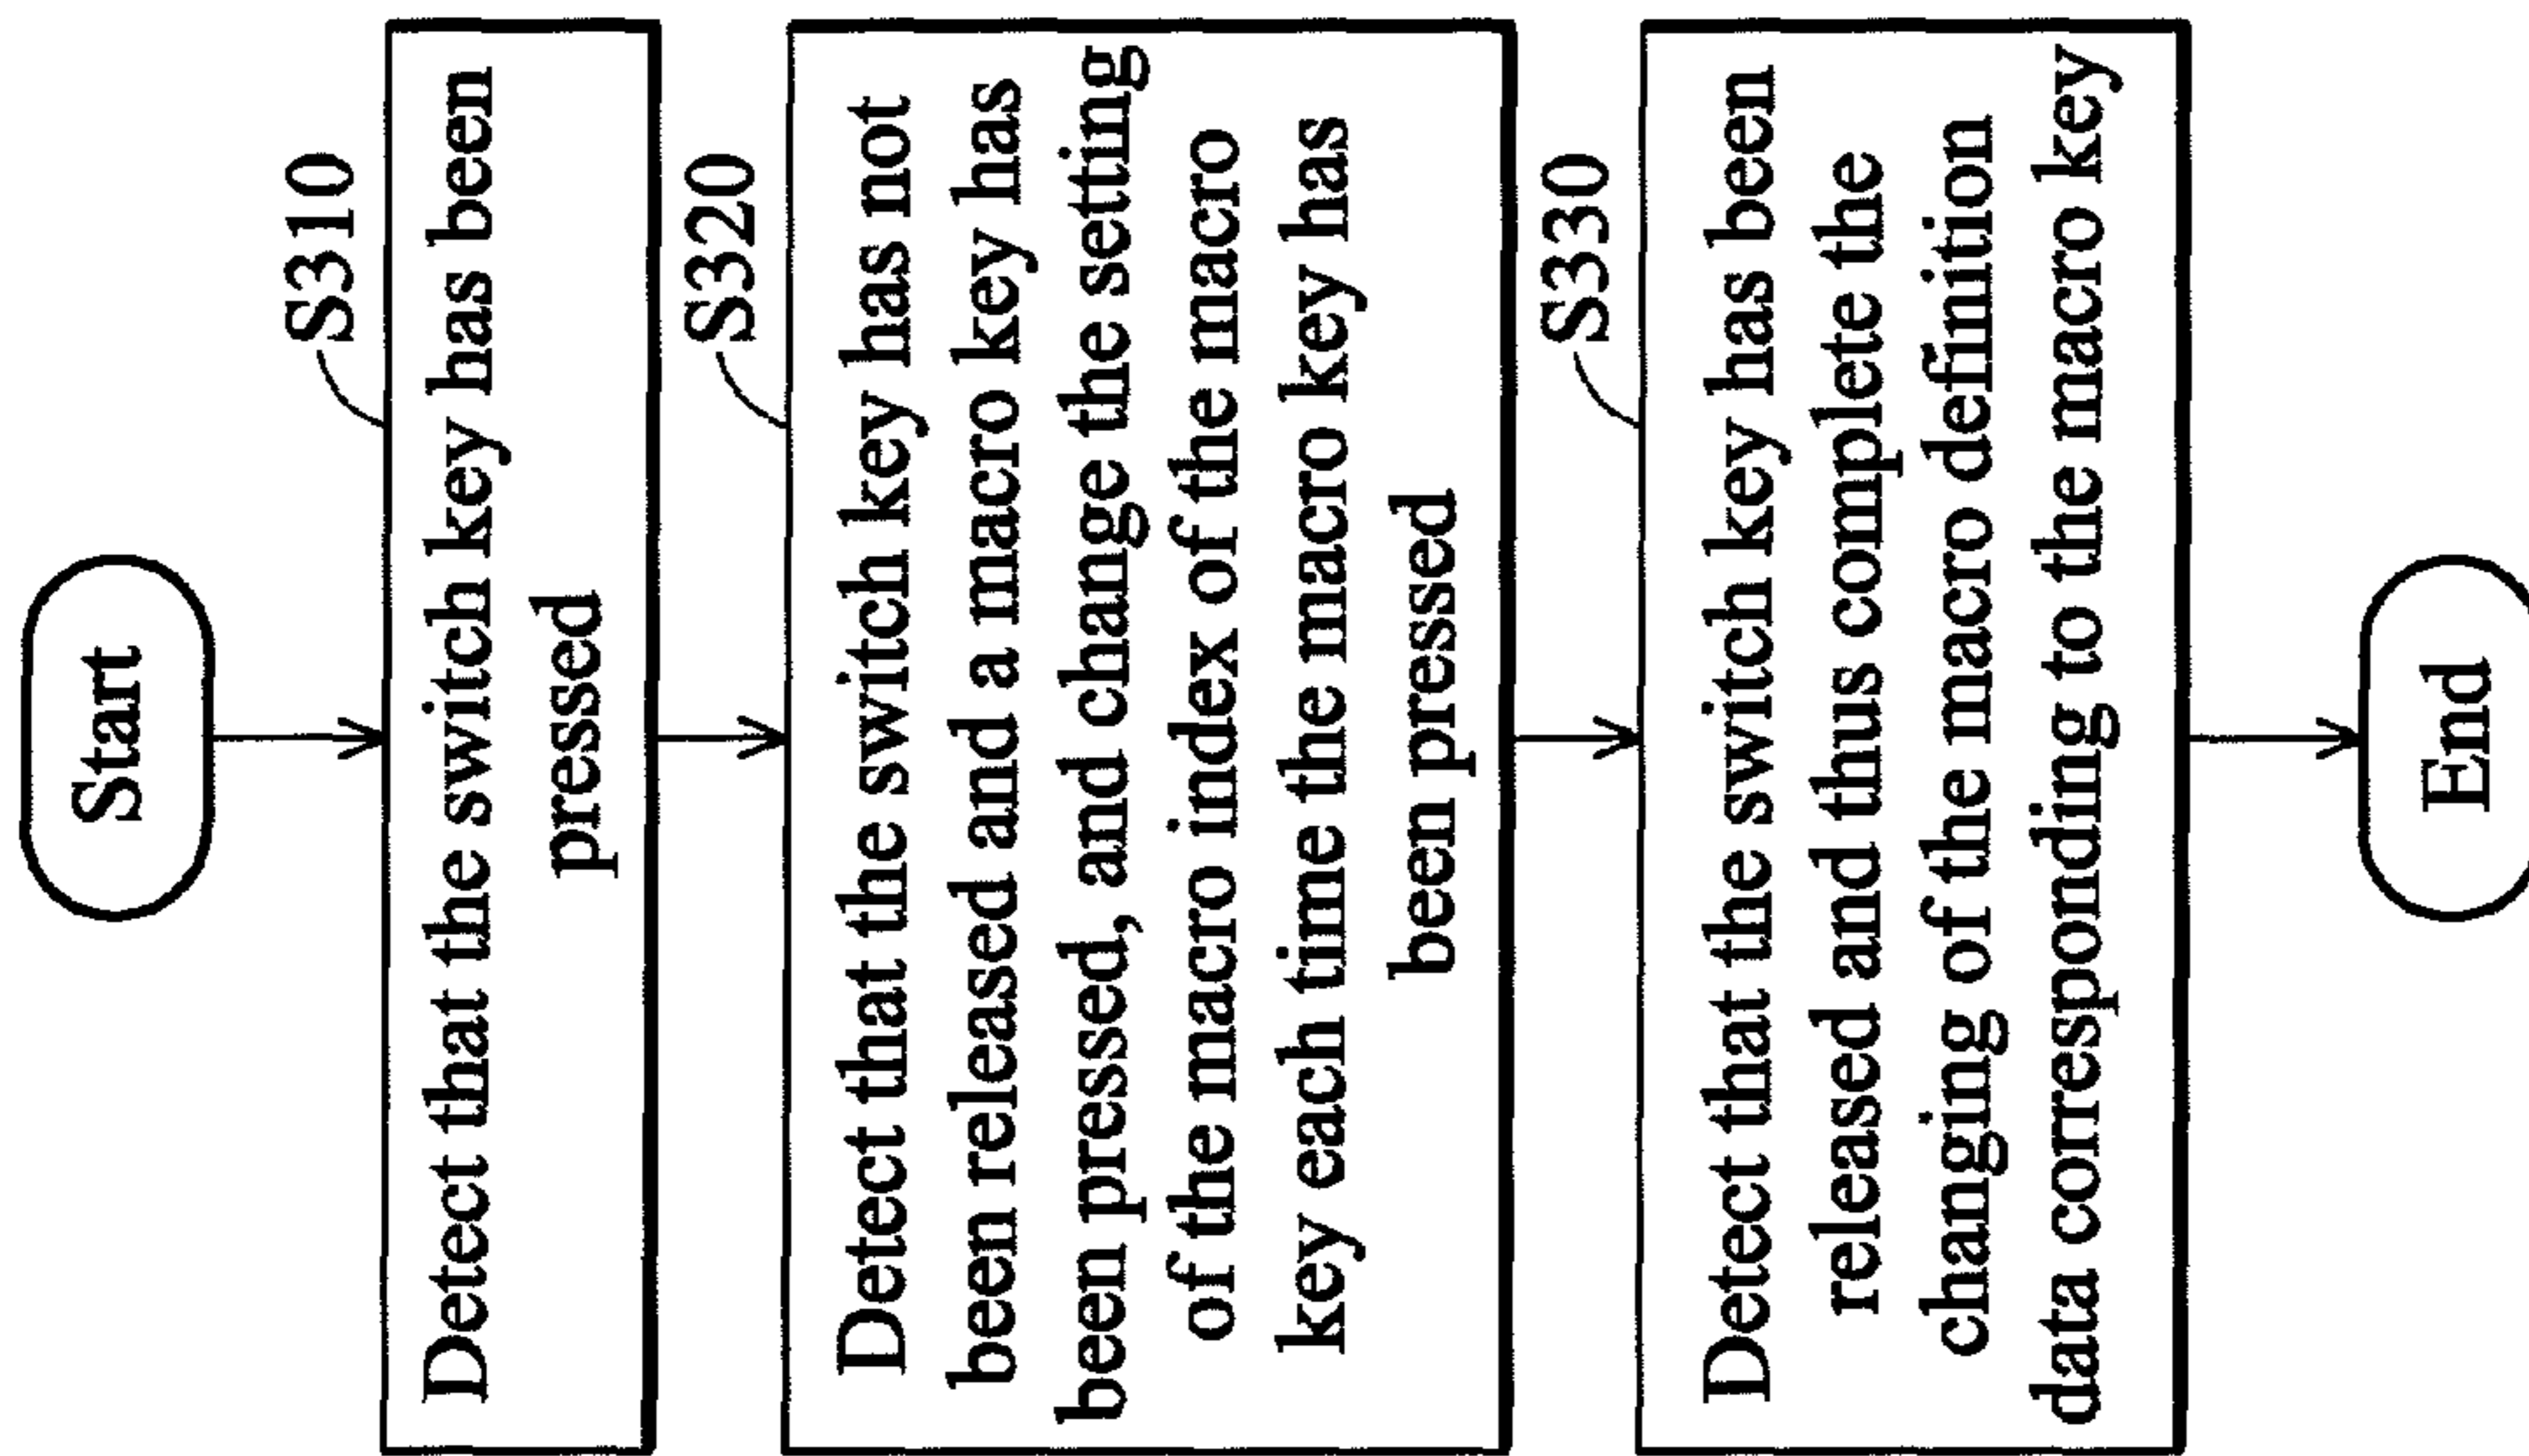 Start
S310
Detect that the switch key has been
pressed
S320
Detect that the switch key has not
been released and a macro key has
been pressed, and change the setting
of the macro index of the macro
key each time the macro key has
been pressed
S330
Detect that the switch key has been
released and thus complete the
changing of the macro definition
data corresponding to the macro key
End